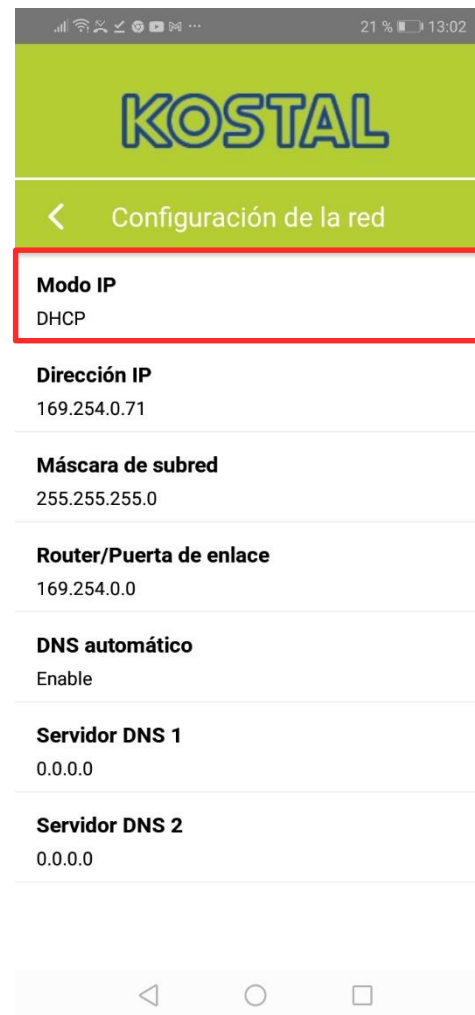 21 % 13:02
KOSTAL
Configuración de la red
Modo IP
DHCP
Dirección IP
169.254.0.71
Máscara de subred
255.255.255.0
Router/Puerta de enlace
169.254.0.0
DNS automático
Enable
Servidor DNS 1
0.0.0.0
Servidor DNS 2
0.0.0.0